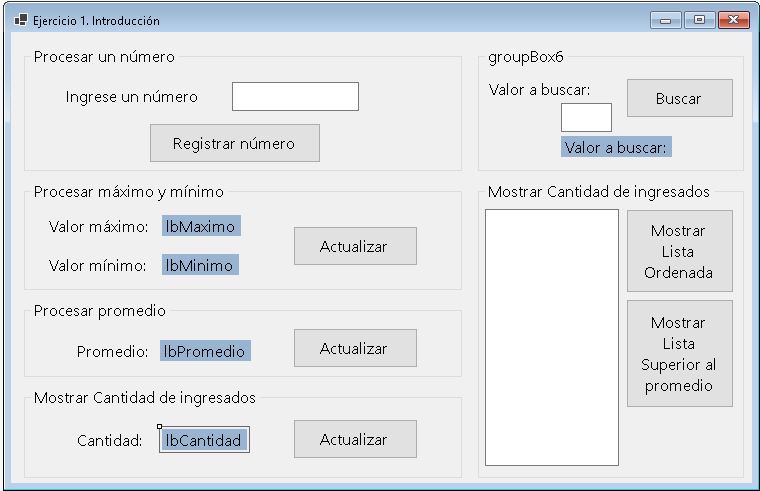 Ejercicio 1. Introducción
Procesar un número
Ingrese un número
Registrar número
groupBox6
Valor a buscar:
Buscar
Valor a buscar:
Procesar máximo y mínimo
Valor máximo: lbMaximo
Valor mínimo: lbMinimo
Actualizar
Procesar promedio
Promedio: lbPromedio
Actualizar
Mostrar Cantidad de ingresados
Cantidad: lbCantidad
Actualizar
Mostrar Cantidad de ingresados
Mostrar
Lista
Ordenada
Mostrar
Lista
Superior al
promedio